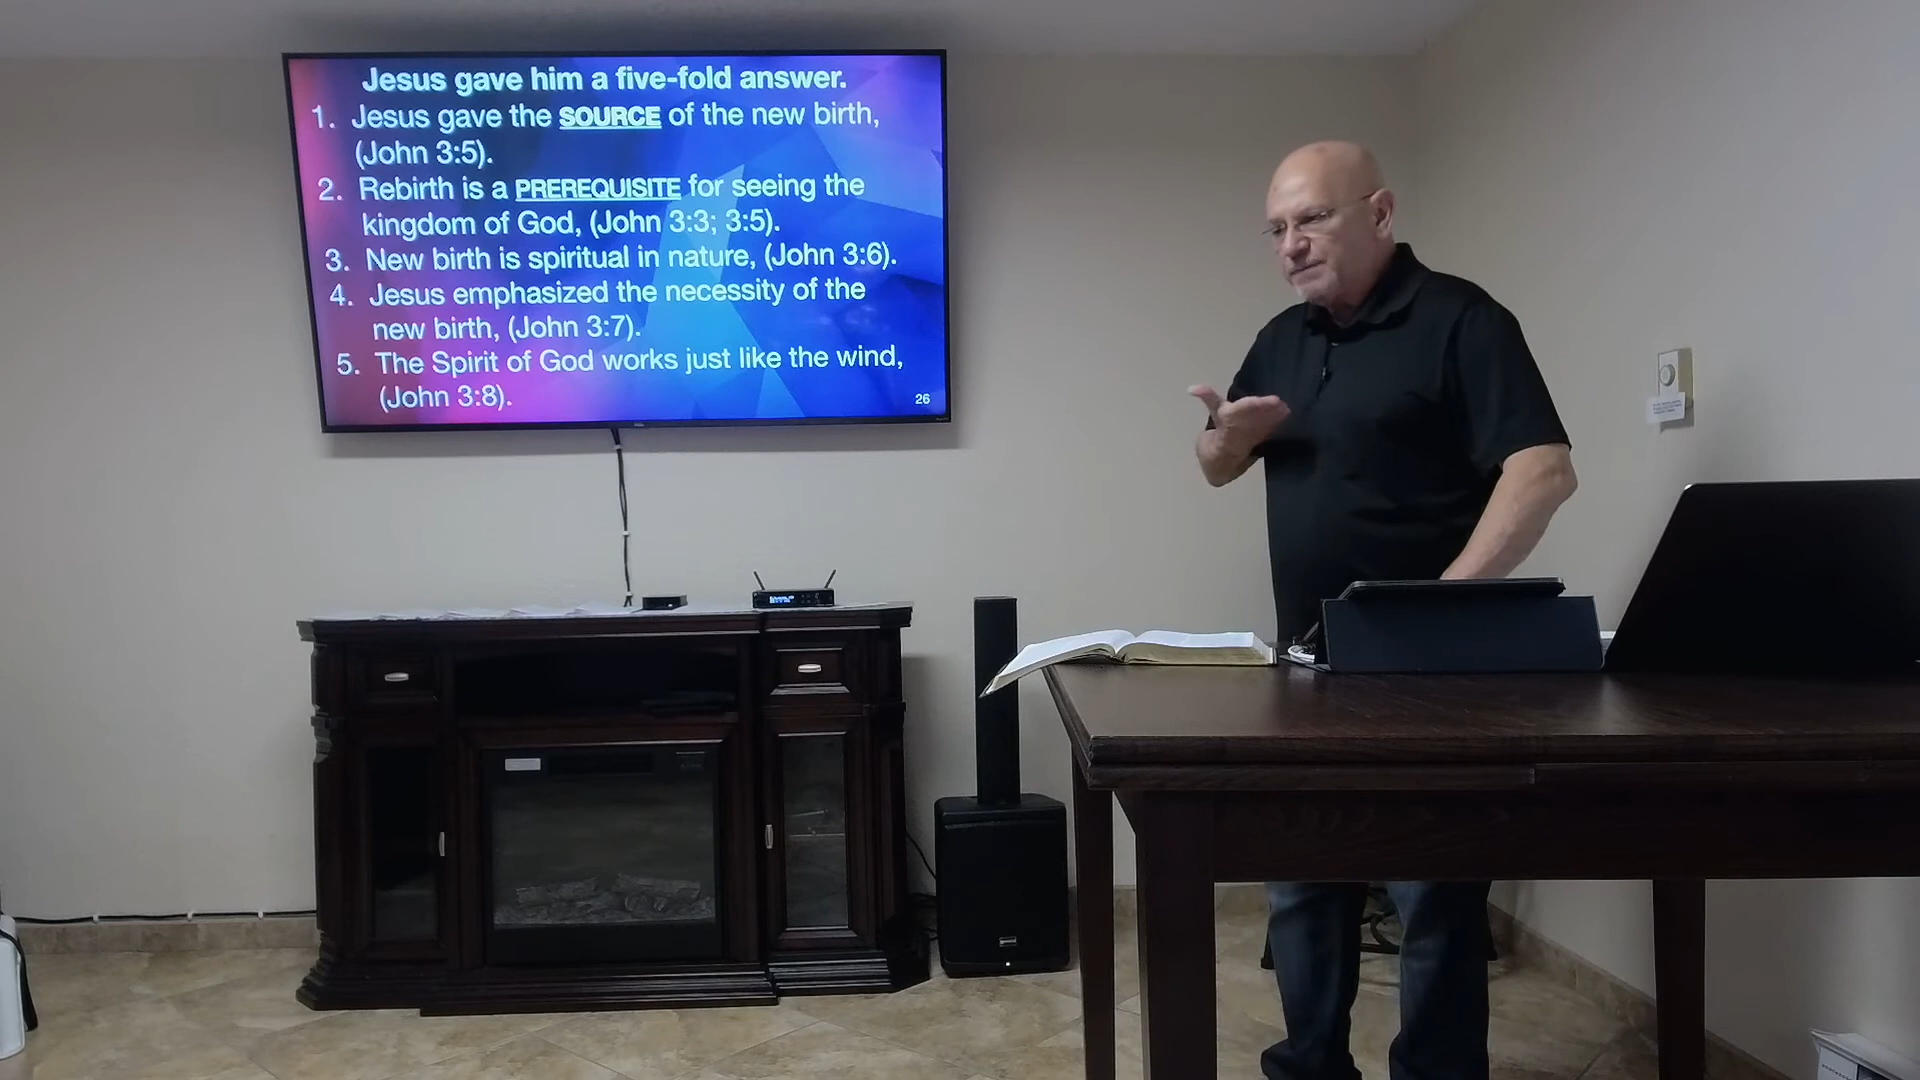 Jesus gave him a five-fold answer.
1. Jesus gave the SOURCE of the new birth,
(John 3:5).
2. Rebirth is a PREREQUISITE for seeing the
kingdom of God, (John 3:3; 3:5).
3. New birth is spiritual in nature, (John 3:6).
4. Jesus emphasized the necessity of the
new birth, (John 3:7).
5. The Spirit of God works just like the wind,
(John 3:8).
26